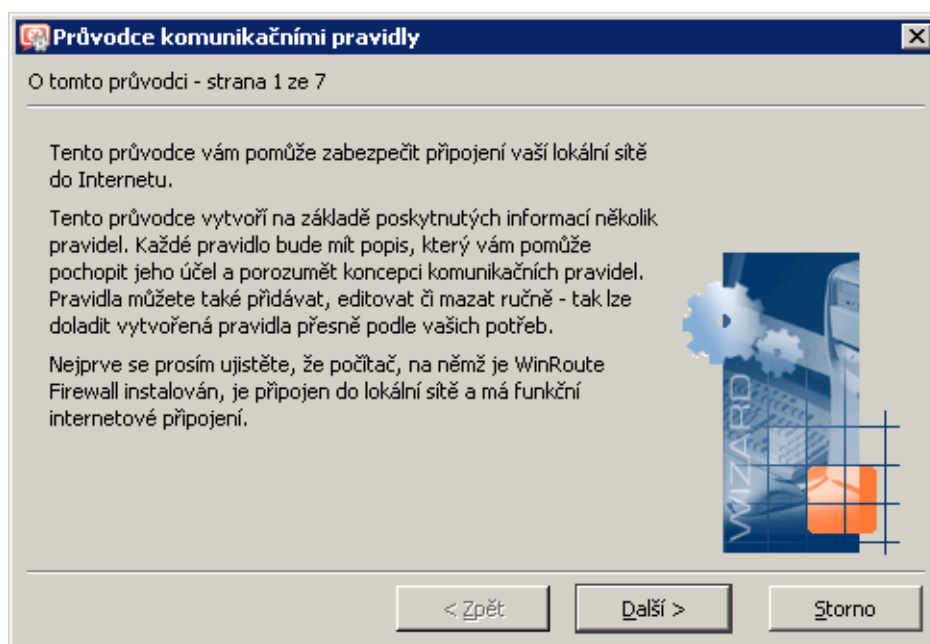 Průvodce komunikačními pravidly
O tomto průvodci - strana 1 ze 7
Tento průvodce vám pomůže zabezpečit připojení vaší lokální sítě
do Internetu.
Tento průvodce vytvoří na základě poskytnutých informací několik
pravidel. Každé pravidlo bude mít popis, který vám pomůže
pochopit jeho účel a porozumět koncepci komunikačních pravidel.
Pravidla můžete také přidávat, editovat či mazat ručně - tak lze
doladit vytvořená pravidla přesně podle vašich potřeb.
Nejprve se prosím ujistěte, že počítač, na němž je WinRoute
Firewall instalován, je připojen do lokální sítě a má funkční
internetové připojení.
WIZARD
< Zpět
Další >
Storno